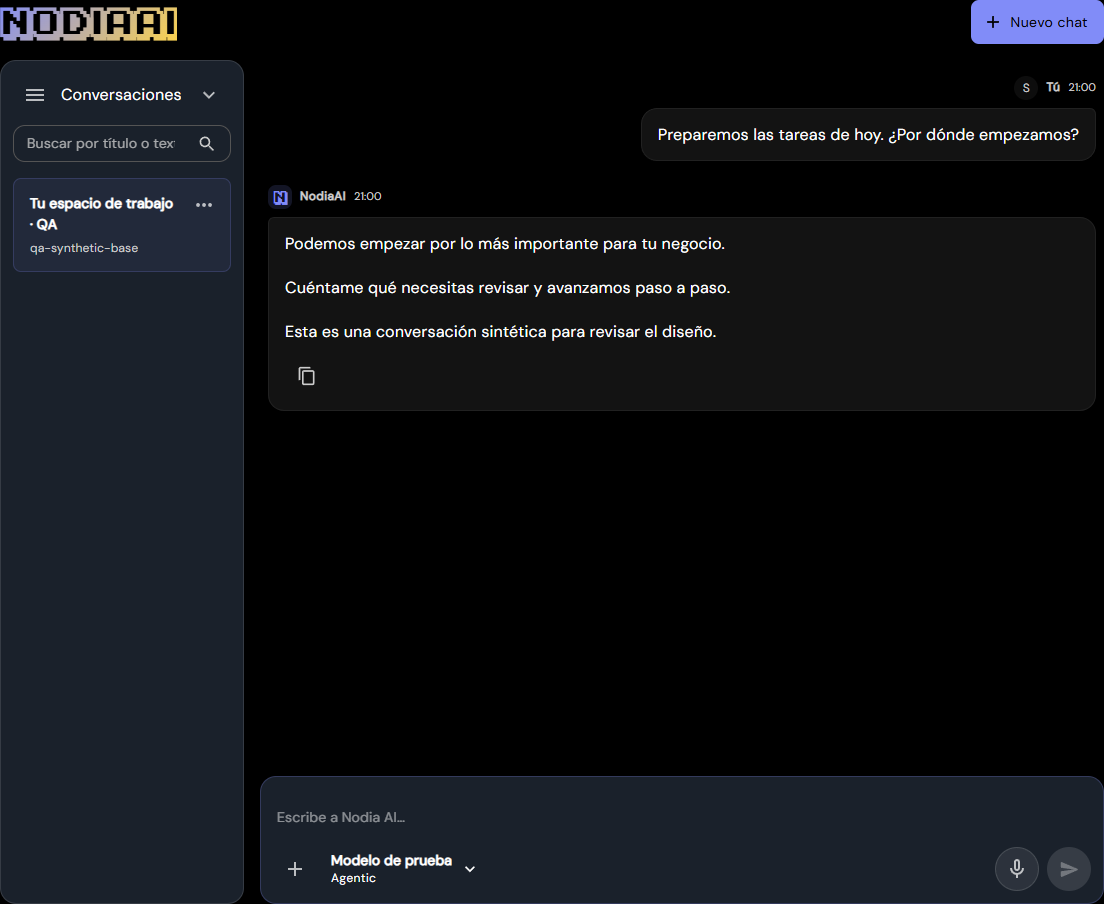 NODIAAI
+ Nuevo chat
Conversaciones
Buscar por título o tex
Tu espacio de trabajo
· QA
qa-synthetic-base
S Tú 21:00
Preparemos las tareas de hoy. ¿Por dónde empezamos?
N NodiaAI 21:00
Podemos empezar por lo más importante para tu negocio.
Cuéntame qué necesitas revisar y avanzamos paso a paso.
Esta es una conversación sintética para revisar el diseño.
Escribe a Nodia AI...
Modelo de prueba
Agentic